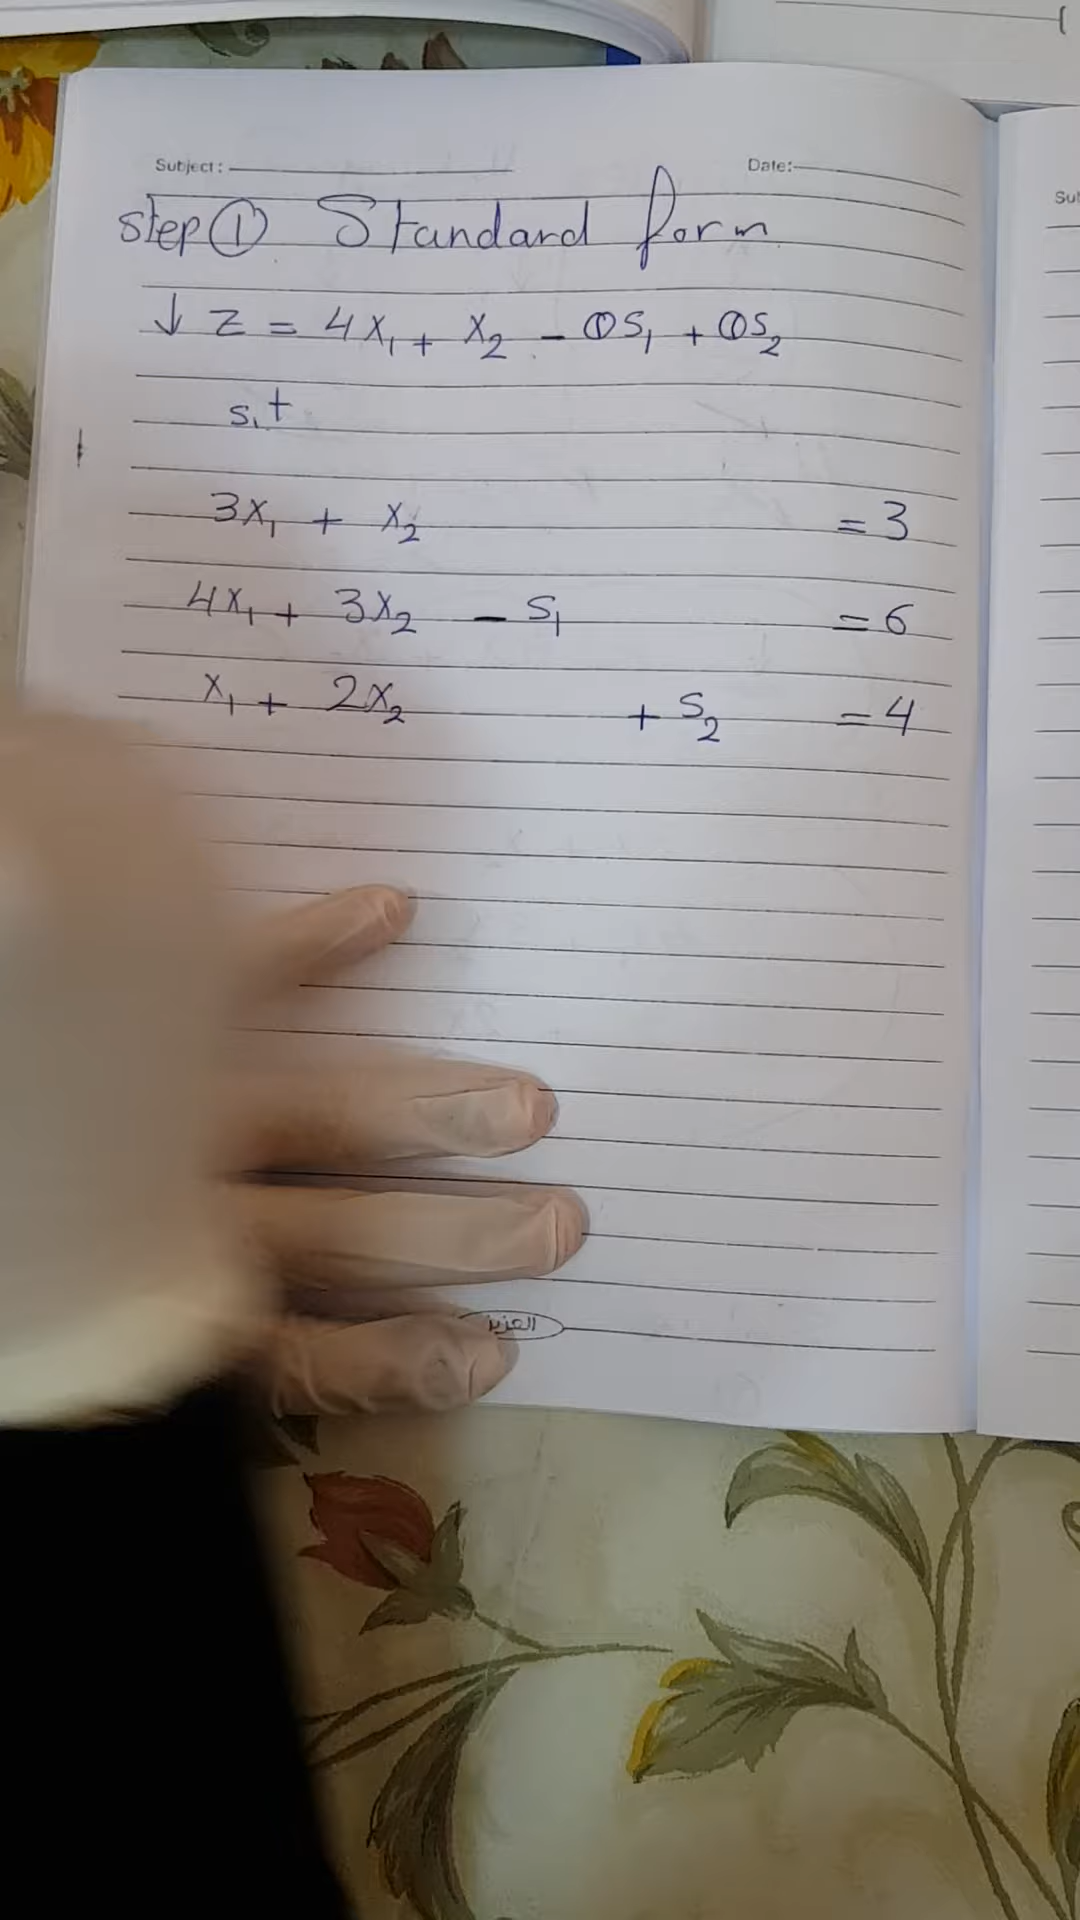 Subject:
Date:
Sub
step ① Standard form
↓ Z = 4X₁ + X₂ - 0S₁ + 0S₂
s.t
3X₁ + X₂ = 3
4X₁ + 3X₂ - S₁ = 6
X₁ + 2X₂ + S₂ = 4
العزيز